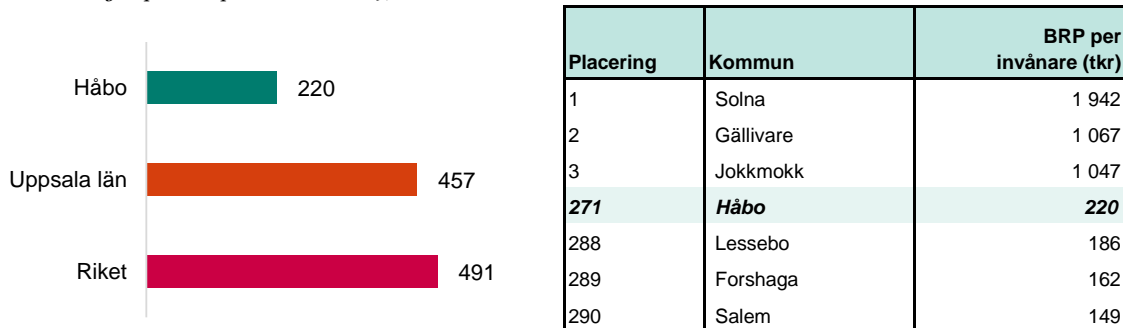 Håbo 220
Uppsala län 457
Riket 491
Placering Kommun BRP per invånare (tkr)
1 Solna 1 942
2 Gällivare 1 067
3 Jokkmokk 1 047
271 Håbo 220
288 Lessebo 186
289 Forshaga 162
290 Salem 149